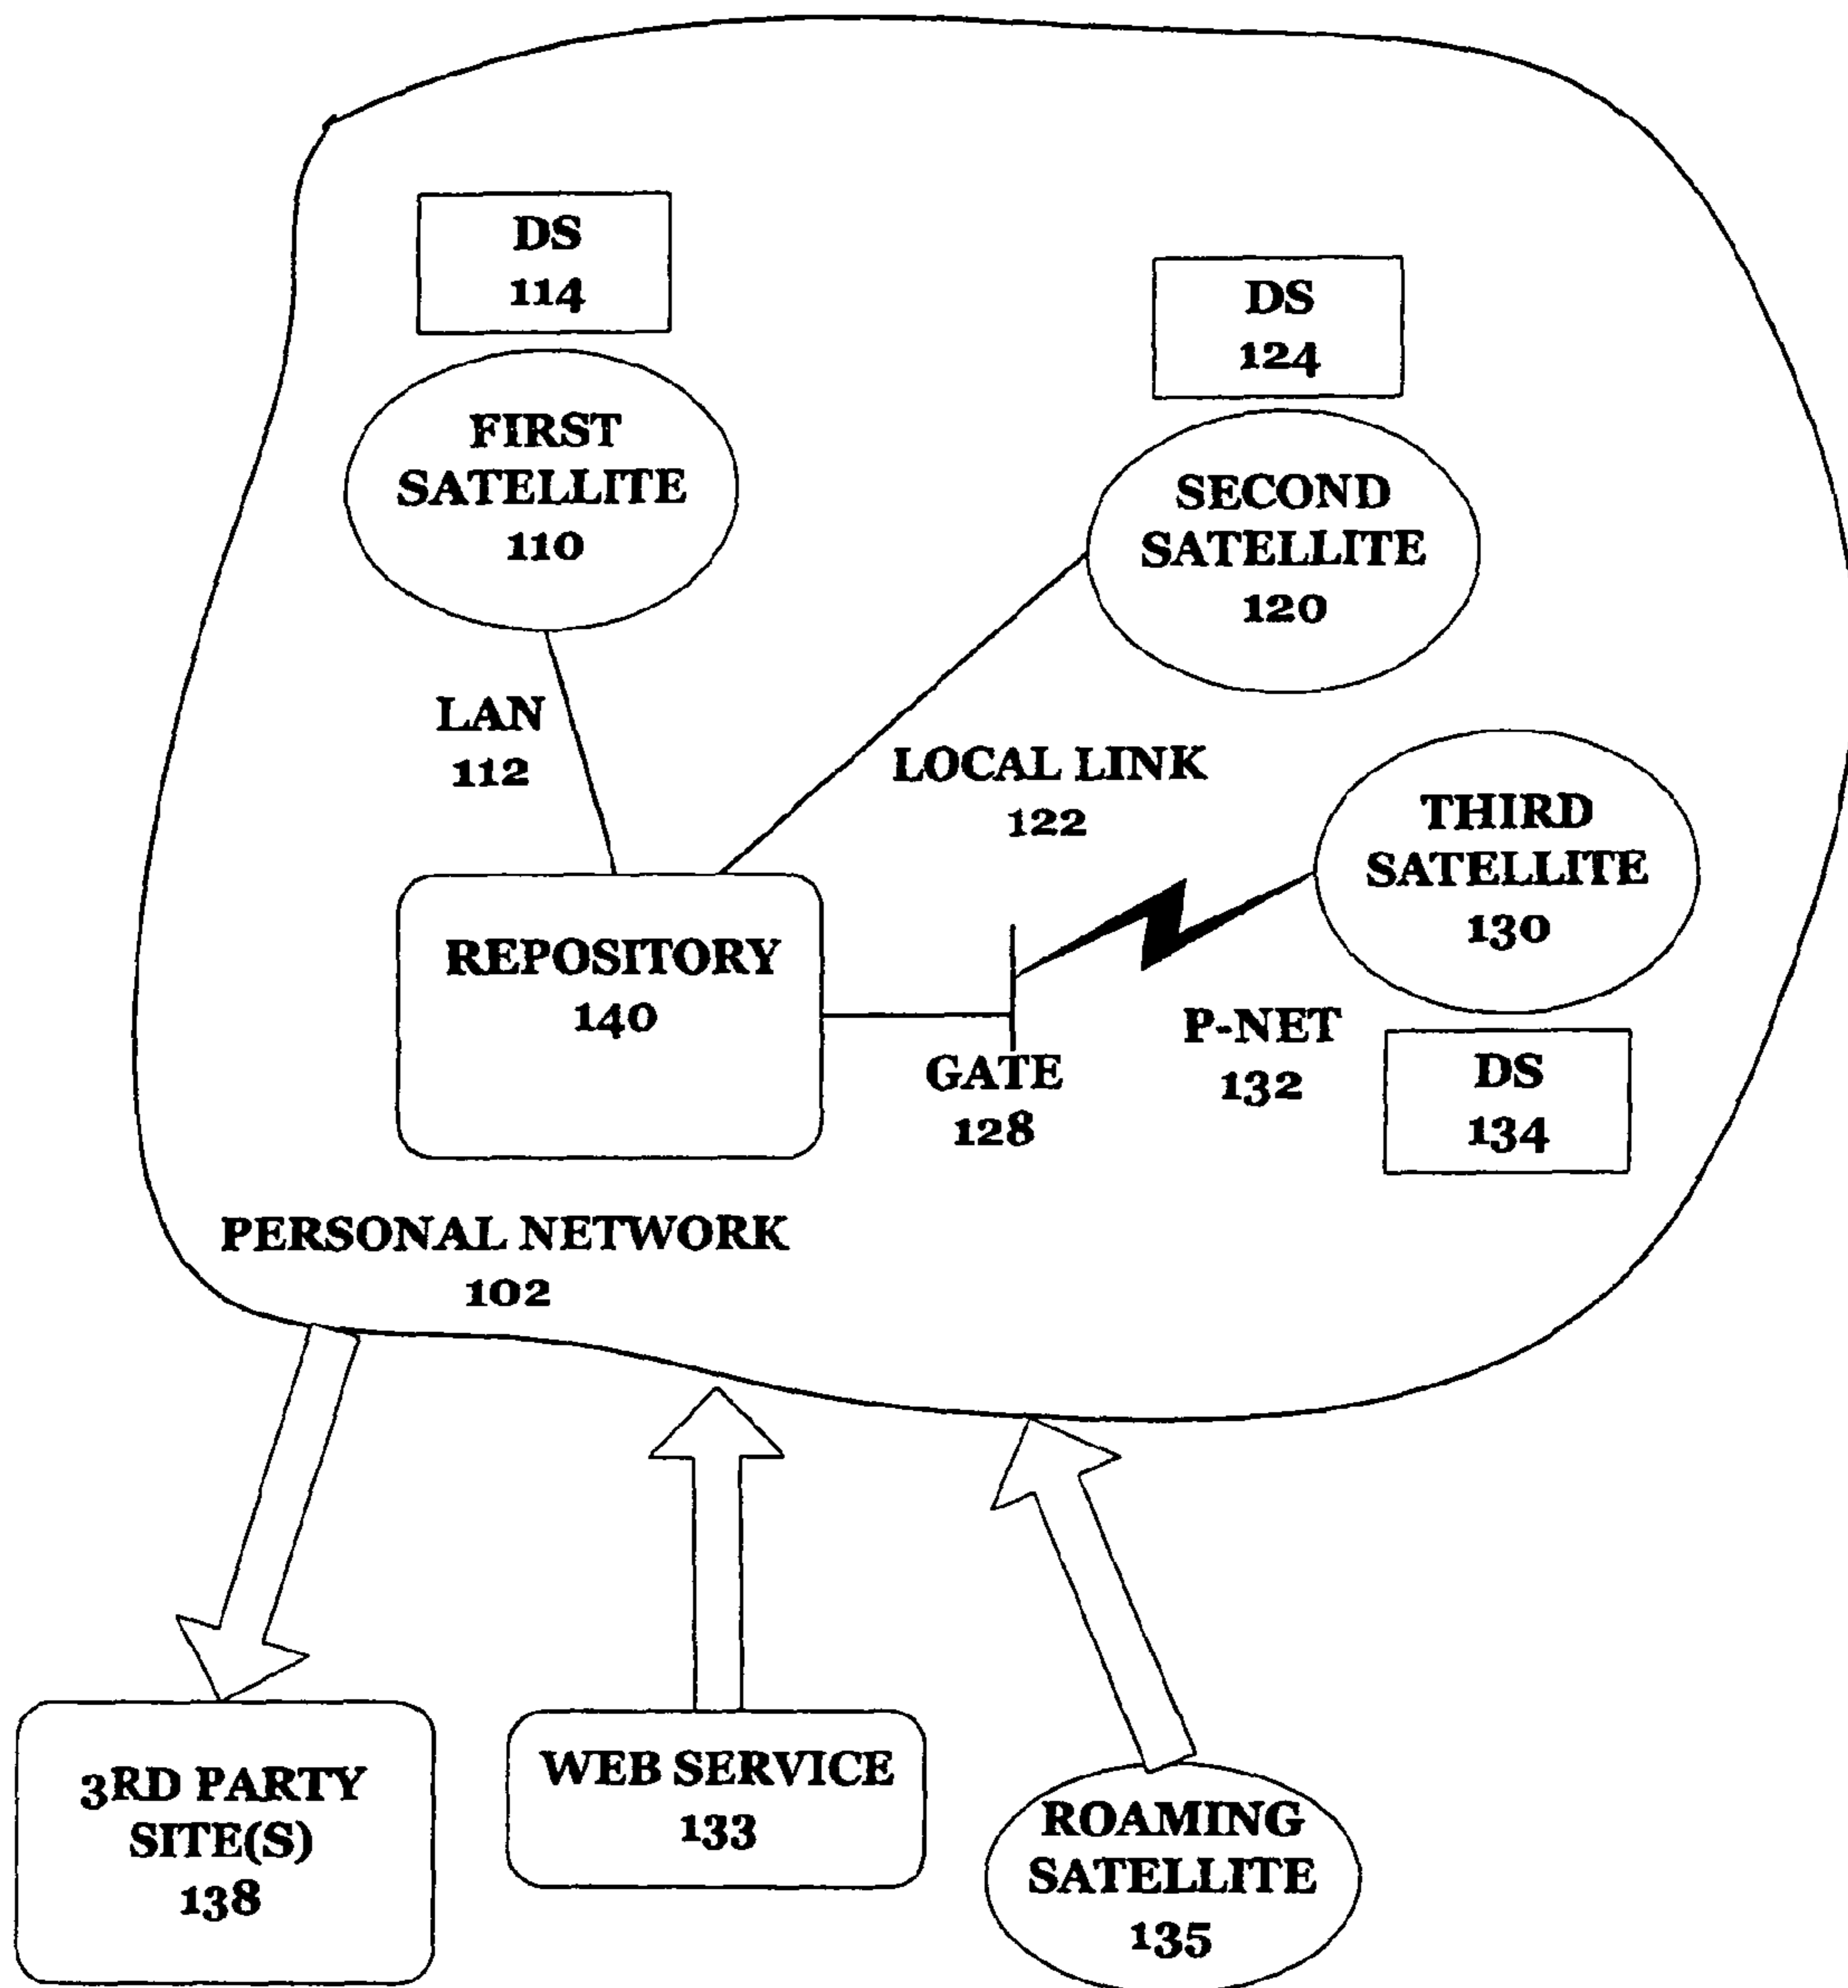 DS
114
DS
124
FIRST
SATELLITE
110
SECOND
SATELLITE
120
LAN
112
LOCAL LINK
122
THIRD
SATELLITE
130
REPOSITORY
140
P-NET
132
GATE
128
DS
134
PERSONAL NETWORK
102
3RD PARTY
SITE(S)
138
WEB SERVICE
133
ROAMING
SATELLITE
135